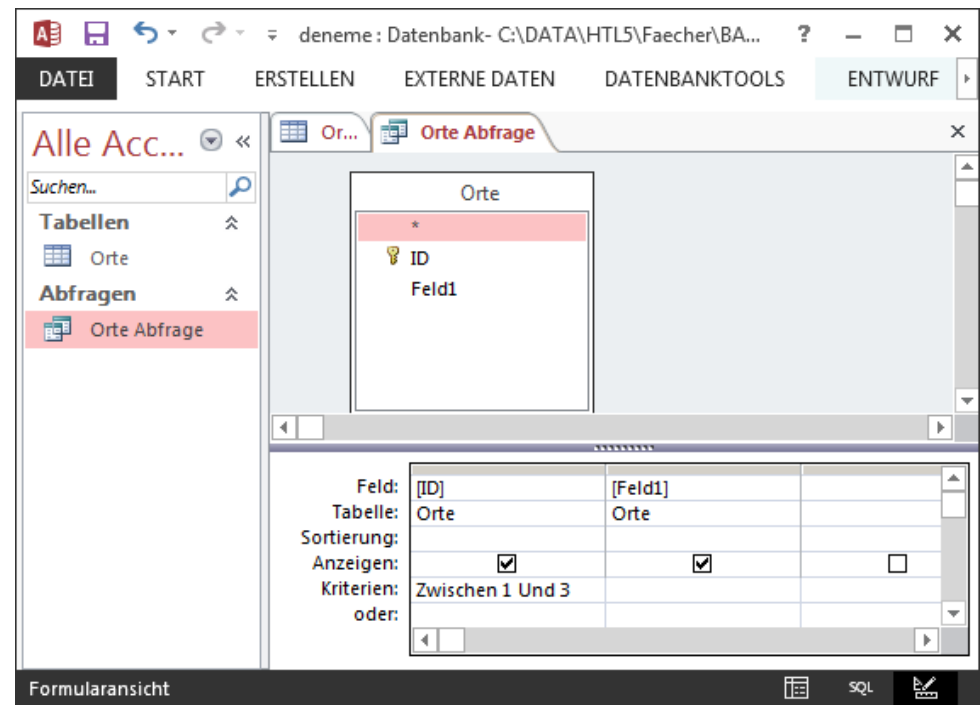 deneme : Datenbank- C:\DATA\HTL5\Faecher\BA... ?
DATEI START ERSTELLEN EXTERNE DATEN DATENBANKTOOLS ENTWURF
Alle Acc... «
Suchen...
Tabellen
Orte
Abfragen
Orte Abfrage
Or... Orte Abfrage
Orte
*
ID
Feld1
Feld: [ID] [Feld1]
Tabelle: Orte Orte
Sortierung:
Anzeigen:
Kriterien: Zwischen 1 Und 3
oder:
Formularansicht SQL